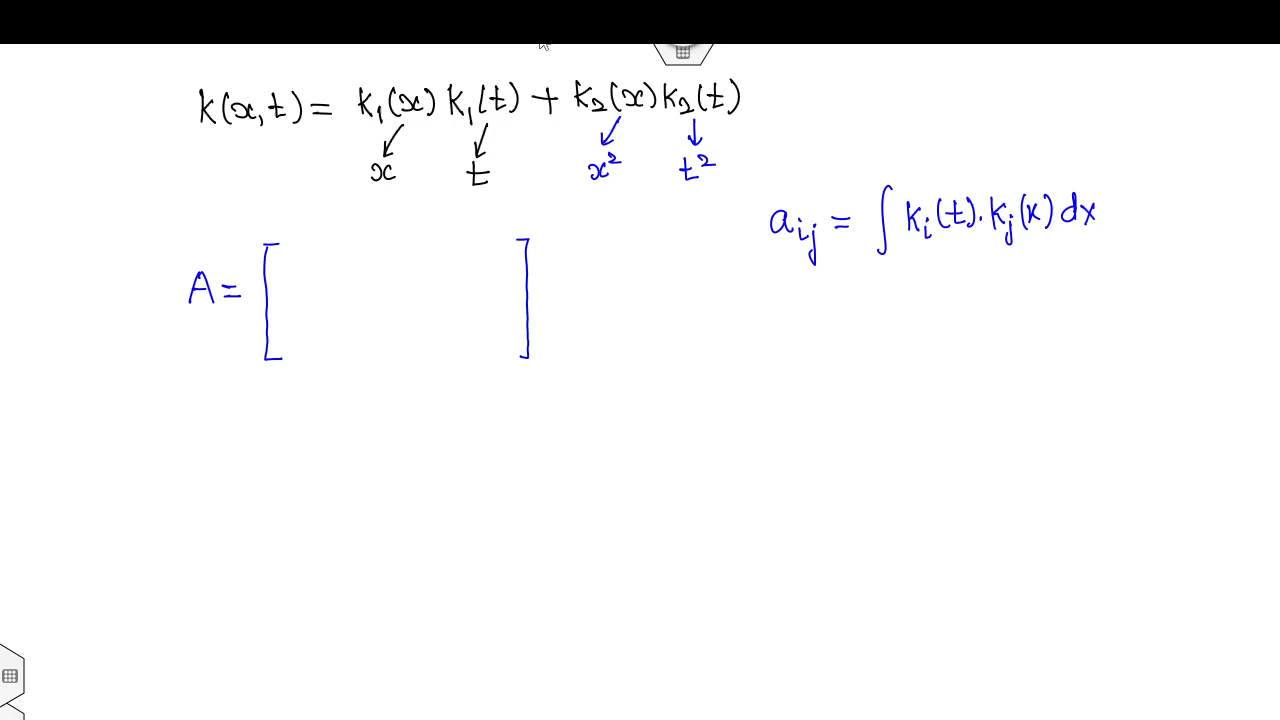 k(x,t) = k₁(x) k₁(t) + k₂(x) k₂(t)
x t x² t²
aᵢⱼ = ∫ kᵢ(t)·kⱼ(x) dx
A = [ ]